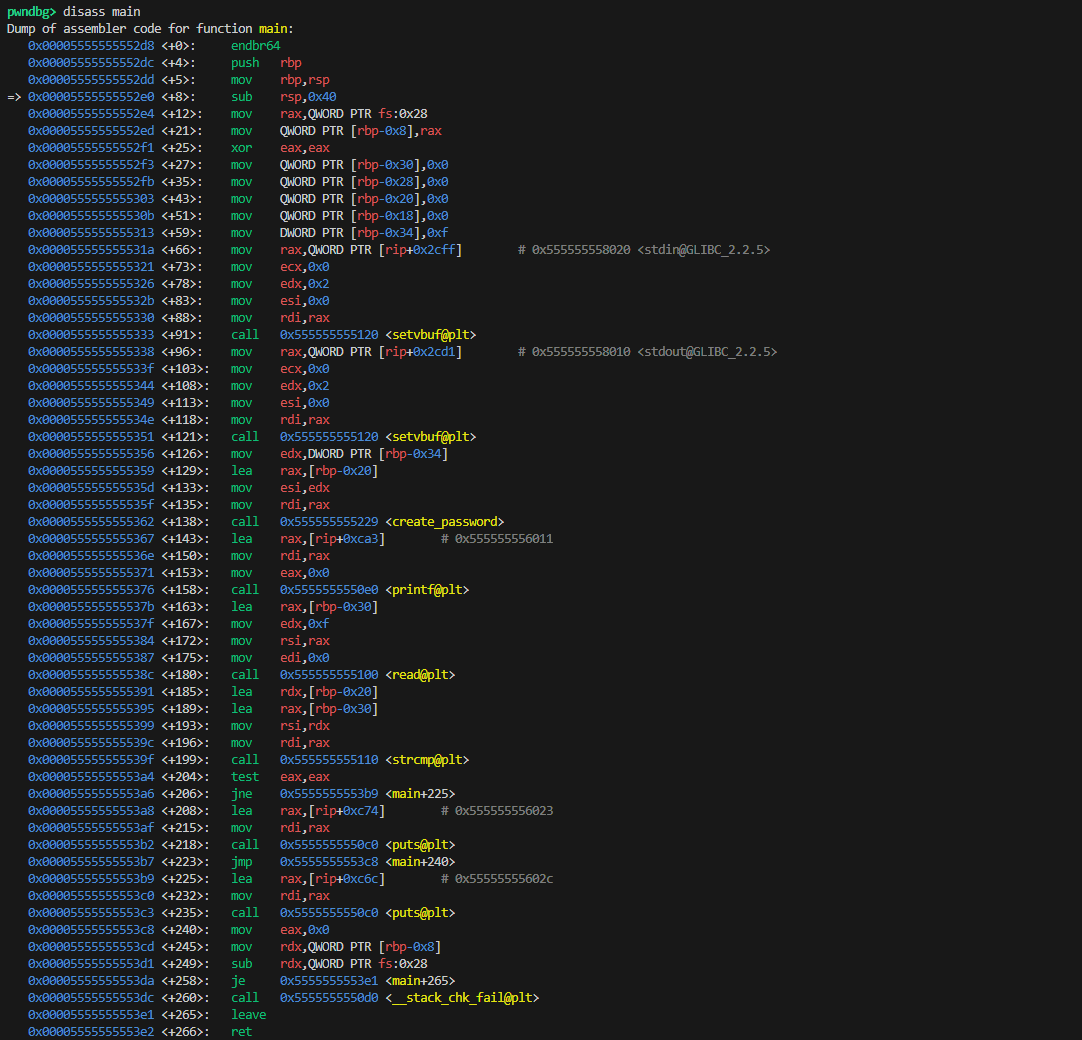 pwndbg> disass main
Dump of assembler code for function main:
   0x00005555555552d8 <+0>:     endbr64
   0x00005555555552dc <+4>:     push   rbp
   0x00005555555552dd <+5>:     mov    rbp,rsp
=> 0x00005555555552e0 <+8>:     sub    rsp,0x40
   0x00005555555552e4 <+12>:    mov    rax,QWORD PTR fs:0x28
   0x00005555555552ed <+21>:    mov    QWORD PTR [rbp-0x8],rax
   0x00005555555552f1 <+25>:    xor    eax,eax
   0x00005555555552f3 <+27>:    mov    QWORD PTR [rbp-0x30],0x0
   0x00005555555552fb <+35>:    mov    QWORD PTR [rbp-0x28],0x0
   0x0000555555555303 <+43>:    mov    QWORD PTR [rbp-0x20],0x0
   0x000055555555530b <+51>:    mov    QWORD PTR [rbp-0x18],0x0
   0x0000555555555313 <+59>:    mov    DWORD PTR [rbp-0x34],0xf
   0x000055555555531a <+66>:    mov    rax,QWORD PTR [rip+0x2cff]        # 0x555555558020 <stdin@GLIBC_2.2.5>
   0x0000555555555321 <+73>:    mov    ecx,0x0
   0x0000555555555326 <+78>:    mov    edx,0x2
   0x000055555555532b <+83>:    mov    esi,0x0
   0x0000555555555330 <+88>:    mov    rdi,rax
   0x0000555555555333 <+91>:    call   0x555555555120 <setvbuf@plt>
   0x0000555555555338 <+96>:    mov    rax,QWORD PTR [rip+0x2cd1]        # 0x555555558010 <stdout@GLIBC_2.2.5>
   0x000055555555533f <+103>:   mov    ecx,0x0
   0x0000555555555344 <+108>:   mov    edx,0x2
   0x0000555555555349 <+113>:   mov    esi,0x0
   0x000055555555534e <+118>:   mov    rdi,rax
   0x0000555555555351 <+121>:   call   0x555555555120 <setvbuf@plt>
   0x0000555555555356 <+126>:   mov    edx,DWORD PTR [rbp-0x34]
   0x0000555555555359 <+129>:   lea    rax,[rbp-0x20]
   0x000055555555535d <+133>:   mov    esi,edx
   0x000055555555535f <+135>:   mov    rdi,rax
   0x0000555555555362 <+138>:   call   0x555555555229 <create_password>
   0x0000555555555367 <+143>:   lea    rax,[rip+0xca3]        # 0x555555556011
   0x000055555555536e <+150>:   mov    rdi,rax
   0x0000555555555371 <+153>:   mov    eax,0x0
   0x0000555555555376 <+158>:   call   0x5555555550e0 <printf@plt>
   0x000055555555537b <+163>:   lea    rax,[rbp-0x30]
   0x000055555555537f <+167>:   mov    edx,0xf
   0x0000555555555384 <+172>:   mov    rsi,rax
   0x0000555555555387 <+175>:   mov    edi,0x0
   0x000055555555538c <+180>:   call   0x555555555100 <read@plt>
   0x0000555555555391 <+185>:   lea    rdx,[rbp-0x20]
   0x0000555555555395 <+189>:   lea    rax,[rbp-0x30]
   0x0000555555555399 <+193>:   mov    rsi,rdx
   0x000055555555539c <+196>:   mov    rdi,rax
   0x000055555555539f <+199>:   call   0x555555555110 <strcmp@plt>
   0x00005555555553a4 <+204>:   test   eax,eax
   0x00005555555553a6 <+206>:   jne    0x5555555553b9 <main+225>
   0x00005555555553a8 <+208>:   lea    rax,[rip+0xc74]        # 0x555555556023
   0x00005555555553af <+215>:   mov    rdi,rax
   0x00005555555553b2 <+218>:   call   0x5555555550c0 <puts@plt>
   0x00005555555553b7 <+223>:   jmp    0x5555555553c8 <main+240>
   0x00005555555553b9 <+225>:   lea    rax,[rip+0xc6c]        # 0x55555555602c
   0x00005555555553c0 <+232>:   mov    rdi,rax
   0x00005555555553c3 <+235>:   call   0x5555555550c0 <puts@plt>
   0x00005555555553c8 <+240>:   mov    eax,0x0
   0x00005555555553cd <+245>:   mov    rdx,QWORD PTR [rbp-0x8]
   0x00005555555553d1 <+249>:   sub    rdx,QWORD PTR fs:0x28
   0x00005555555553da <+258>:   je     0x5555555553e1 <main+265>
   0x00005555555553dc <+260>:   call   0x5555555550d0 <__stack_chk_fail@plt>
   0x00005555555553e1 <+265>:   leave
   0x00005555555553e2 <+266>:   ret